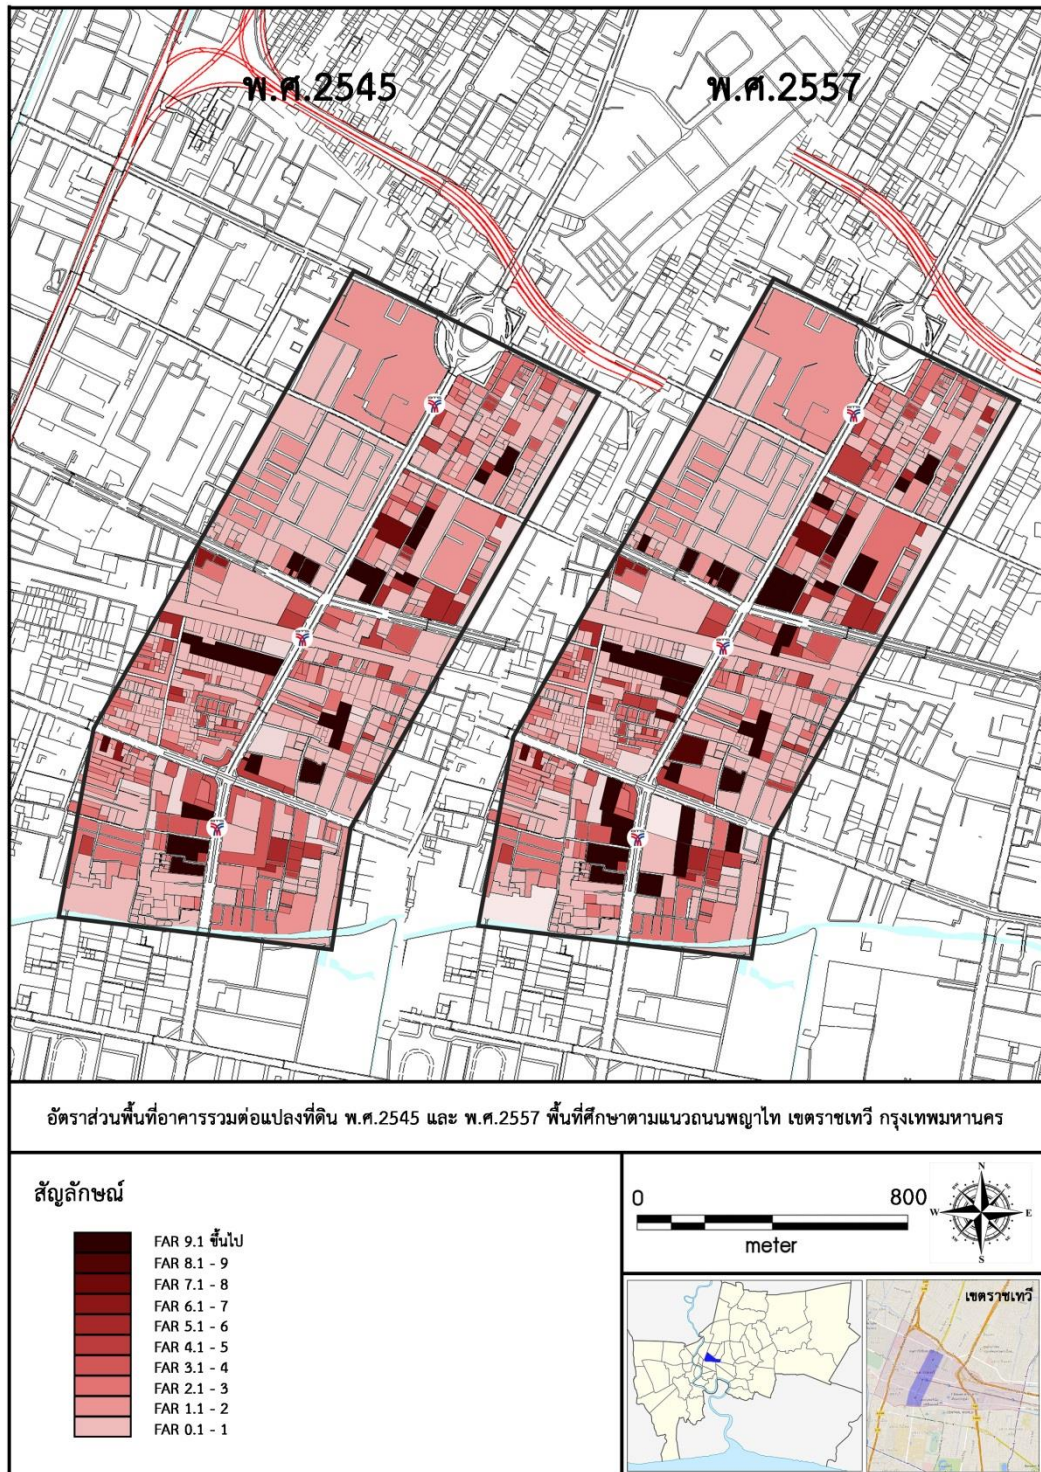 พ.ศ.2545
พ.ศ.2557
อัตราส่วนพื้นที่อาคารรวมต่อแปลงที่ดิน พ.ศ.2545 และ พ.ศ.2557 พื้นที่ศึกษาตามแนวถนนพญาไท เขตราชเทวี กรุงเทพมหานคร
สัญลักษณ์
FAR 9.1 ขึ้นไป
FAR 8.1 - 9
FAR 7.1 - 8
FAR 6.1 - 7
FAR 5.1 - 6
FAR 4.1 - 5
FAR 3.1 - 4
FAR 2.1 - 3
FAR 1.1 - 2
FAR 0.1 - 1
0 800
meter
N
W E
S
เขตราชเทวี